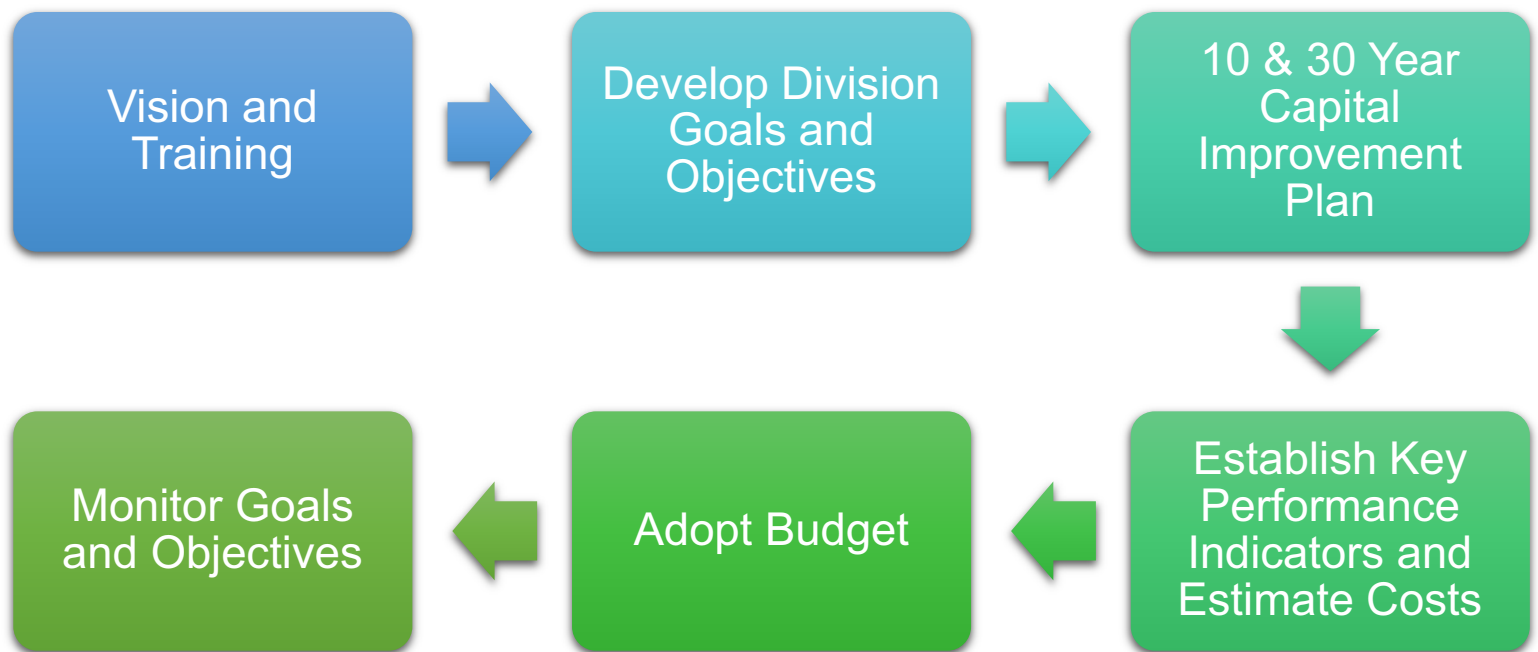 Vision and
Training
Develop Division
Goals and
Objectives
10 & 30 Year
Capital
Improvement
Plan
Establish Key
Performance
Indicators and
Estimate Costs
Adopt Budget
Monitor Goals
and Objectives